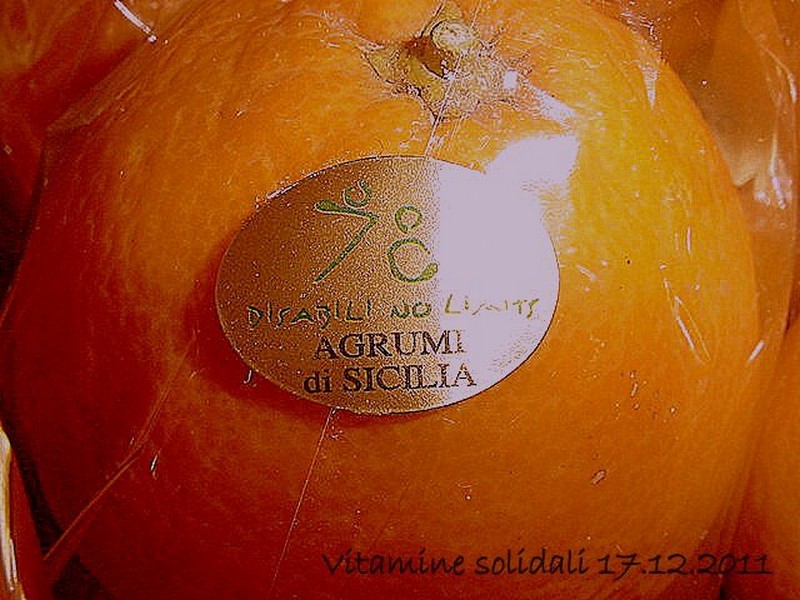 DISABILI NO LIMITS
AGRUMI
di SICILIA
Vitamine solidali 17.12.2011